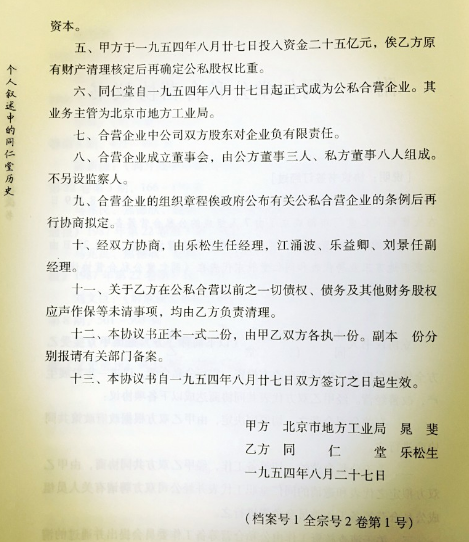 个人叙述中的同仁堂历史
资本。
五、甲方于一九五四年八月廿七日投入资金二十五亿元，俟乙方原
有财产清理核定后再确定公私股权比重。
六、同仁堂自一九五四年八月廿七日起正式成为公私合营企业。其
业务主管为北京市地方工业局。
七、合营企业中公司双方股东对企业负有限责任。
八、合营企业成立董事会，由公方董事三人、私方董事八人组成。
不另设监察人。
九、合营企业的组织章程俟政府公布有关公私合营企业的条例后再
行协商拟定。
十、经双方协商，由乐松生任经理，江涌波、乐益卿、刘景任副
经理。
十一、关于乙方在公私合营以前之一切债权、债务及其他财务股权
应声作保等未清事项，均由乙方负责清理。
十二、本协议书正本一式二份，由甲乙双方各执一份。副本　份分
别报请有关部门备案。
十三、本协议书自一九五四年八月廿七日双方签订之日起生效。
甲方　北京市地方工业局　晁　斐
乙方　同　仁　堂　乐松生
一九五四年八月二十七日
（档案号1全宗号2卷第1号）